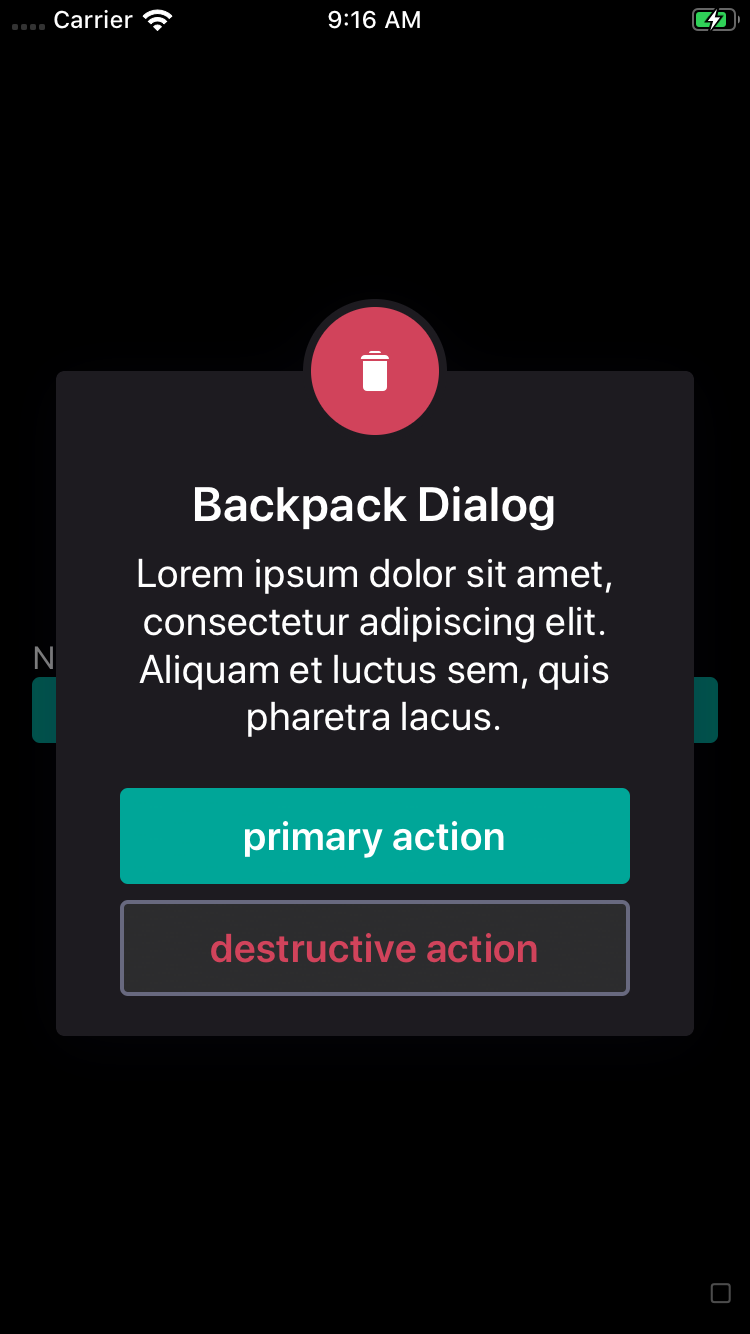 Carrier 9:16 AM
Backpack Dialog
Lorem ipsum dolor sit amet,
consectetur adipiscing elit.
Aliquam et luctus sem, quis
pharetra lacus.
N
primary action
destructive action